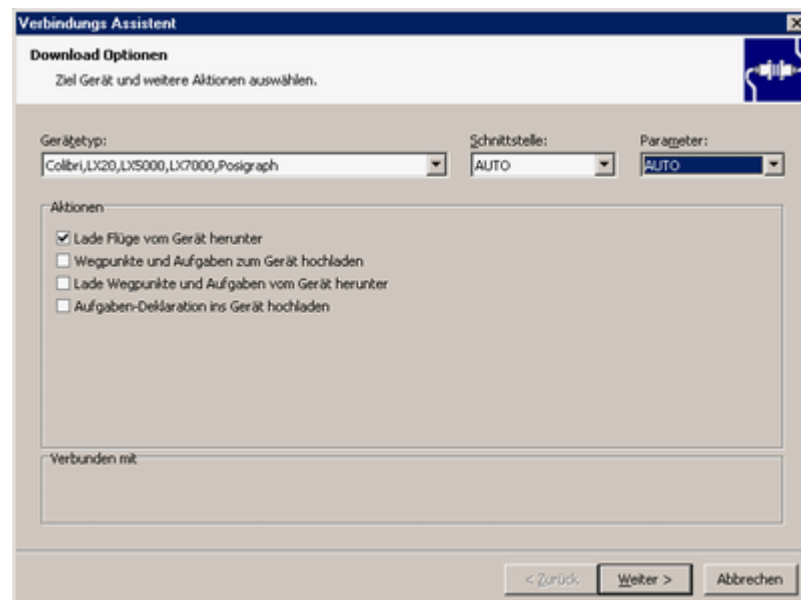 Verbindungs Assistent
Download Optionen
Ziel Gerät und weitere Aktionen auswählen.
Gerätetyp: Schnittstelle: Parameter:
Colibri,LX20,LX5000,LX7000,Posigraph AUTO AUTO
Aktionen
Lade Flüge vom Gerät herunter
Wegpunkte und Aufgaben zum Gerät hochladen
Lade Wegpunkte und Aufgaben vom Gerät herunter
Aufgaben-Deklaration ins Gerät hochladen
Verbunden mit
< Zurück Weiter > Abbrechen